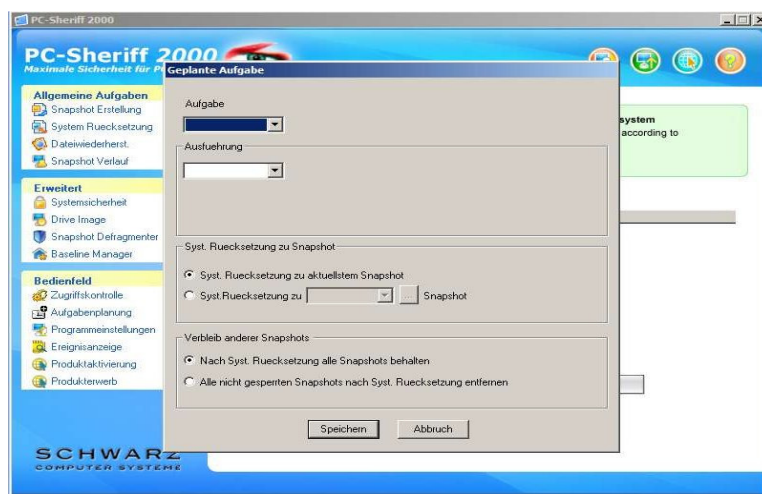 PC-Sheriff 2000
PC-Sheriff 2000
Maximale Sicherheit für P
Allgemeine Aufgaben
Snapshot Erstellung
System Ruecksetzung
Dateiwiederherst.
Snapshot Verlauf
Erweitert
Systemsicherheit
Drive Image
Snapshot Defragmenter
Baseline Manager
Bedienfeld
Zugriffskontrolle
Aufgabenplanung
Programmeinstellungen
Ereignisanzeige
Produktaktivierung
Produkterwerb
SCHWARZ
COMPUTER SYSTEME
Geplante Aufgabe
Aufgabe
Ausfuehrung
Syst. Ruecksetzung zu Snapshot
Syst. Ruecksetzung zu aktuellstem Snapshot
Syst.Ruecksetzung zu ... Snapshot
Verbleib anderer Snapshots
Nach Syst. Ruecksetzung alle Snapshots behalten
Alle nicht gesperrten Snapshots nach Syst. Ruecksetzung entfernen
Speichern Abbruch
system
according to